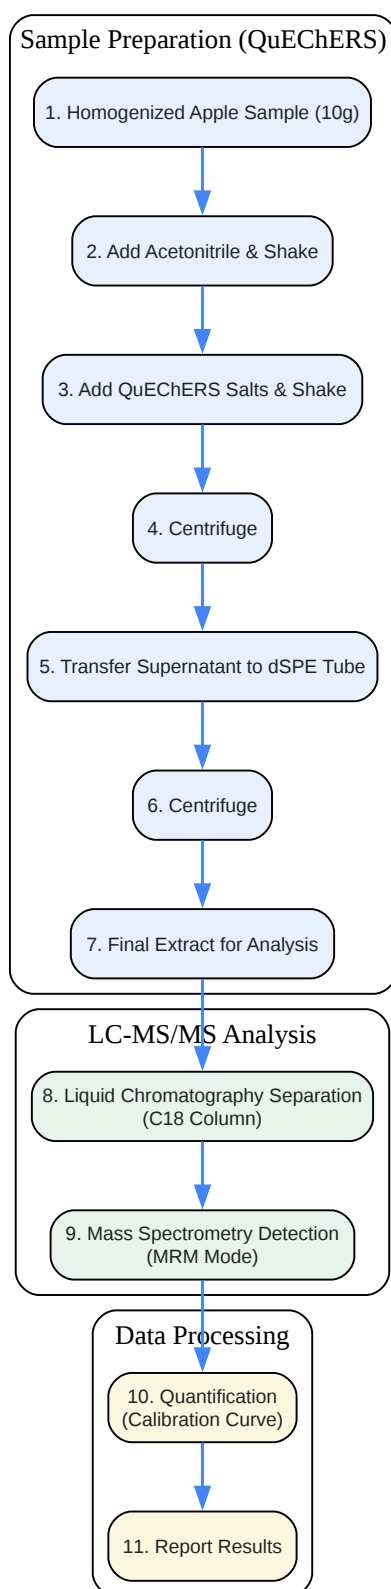 Sample Preparation (QuEChERS)
1. Homogenized Apple Sample (10g)
2. Add Acetonitrile & Shake
3. Add QuEChERS Salts & Shake
4. Centrifuge
5. Transfer Supernatant to dSPE Tube
6. Centrifuge
7. Final Extract for Analysis
LC-MS/MS Analysis
8. Liquid Chromatography Separation
(C18 Column)
9. Mass Spectrometry Detection
(MRM Mode)
Data Processing
10. Quantification
(Calibration Curve)
11. Report Results